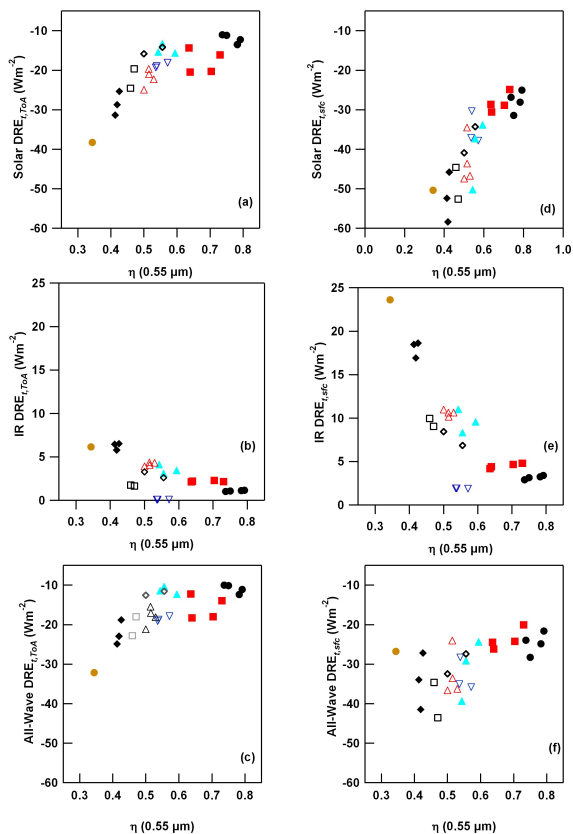 0
-10
-20
-30
-40
-50
-60
Solar DRE_t,ToA (Wm-2)
0.3 0.4 0.5 0.6 0.7 0.8
η (0.55 µm)
(a)
0
-10
-20
-30
-40
-50
-60
Solar DRE_t,sfc (Wm-2)
0.0 0.2 0.4 0.6 0.8 1.0
η (0.55 µm)
(d)
25
20
15
10
5
0
IR DRE_t,ToA (Wm-2)
0.3 0.4 0.5 0.6 0.7 0.8
η (0.55 µm)
(b)
25
20
15
10
5
0
IR DRE_t,sfc (Wm-2)
0.3 0.4 0.5 0.6 0.7 0.8
η (0.55 µm)
(e)
-10
-20
-30
-40
-50
-60
All-Wave DRE_t,ToA (Wm-2)
0.3 0.4 0.5 0.6 0.7 0.8
η (0.55 µm)
(c)
-10
-20
-30
-40
-50
-60
All-Wave DRE_t,sfc (Wm-2)
0.3 0.4 0.5 0.6 0.7 0.8
η (0.55 µm)
(f)